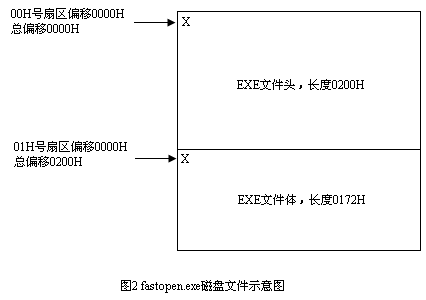 00H号扇区偏移0000H
总偏移0000H
X
EXE文件头，长度0200H
01H号扇区偏移0000H
总偏移0200H
X
EXE文件体，长度0172H
图2 fastopen.exe磁盘文件示意图